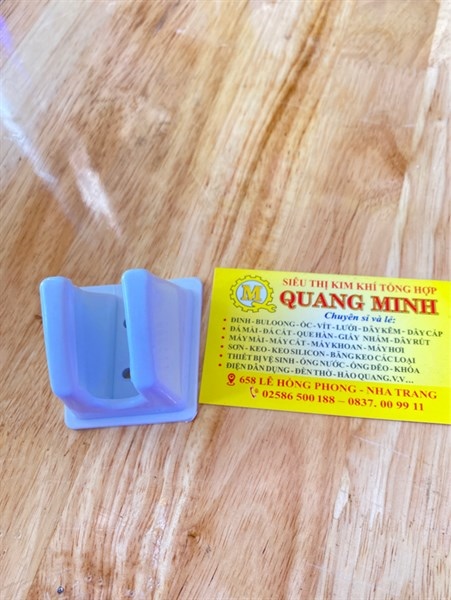 SIÊU THỊ KIM KHÍ TỔNG HỢP
M
QUANG MINH
Chuyên sỉ và lẻ:
• ĐINH - BULOONG - ỐC - VÍT - LƯỚI - DÂY KẼM - DÂY CÁP
• ĐÁ MÀI - ĐÁ CẮT - QUE HÀN - GIẤY NHÁM - DÂY RÚT
• MÁY MÀI - MÁY CẮT - MÁY KHOAN - MÁY HƠI
• SƠN - KEO - KEO SILICON - BĂNG KEO CÁC LOẠI
• THIẾT BỊ VỆ SINH - ỐNG NƯỚC - ỐNG DẺO - KHÓA
• ĐIỆN DÂN DỤNG - ĐÈN THỜ - HÀO QUANG,V.V...
658 LÊ HỒNG PHONG - NHA TRANG
02586 500 188 – 0837. 00 99 11